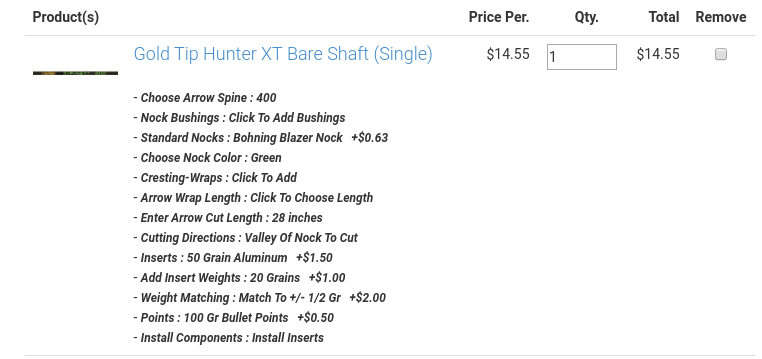 Product(s) Price Per. Qty. Total Remove
Gold Tip Hunter XT Bare Shaft (Single) $14.55 1 $14.55
- Choose Arrow Spine : 400
- Nock Bushings : Click To Add Bushings
- Standard Nocks : Bohning Blazer Nock +$0.63
- Choose Nock Color : Green
- Cresting-Wraps : Click To Add
- Arrow Wrap Length : Click To Choose Length
- Enter Arrow Cut Length : 28 inches
- Cutting Directions : Valley Of Nock To Cut
- Inserts : 50 Grain Aluminum +$1.50
- Add Insert Weights : 20 Grains +$1.00
- Weight Matching : Match To +/- 1/2 Gr +$2.00
- Points : 100 Gr Bullet Points +$0.50
- Install Components : Install Inserts